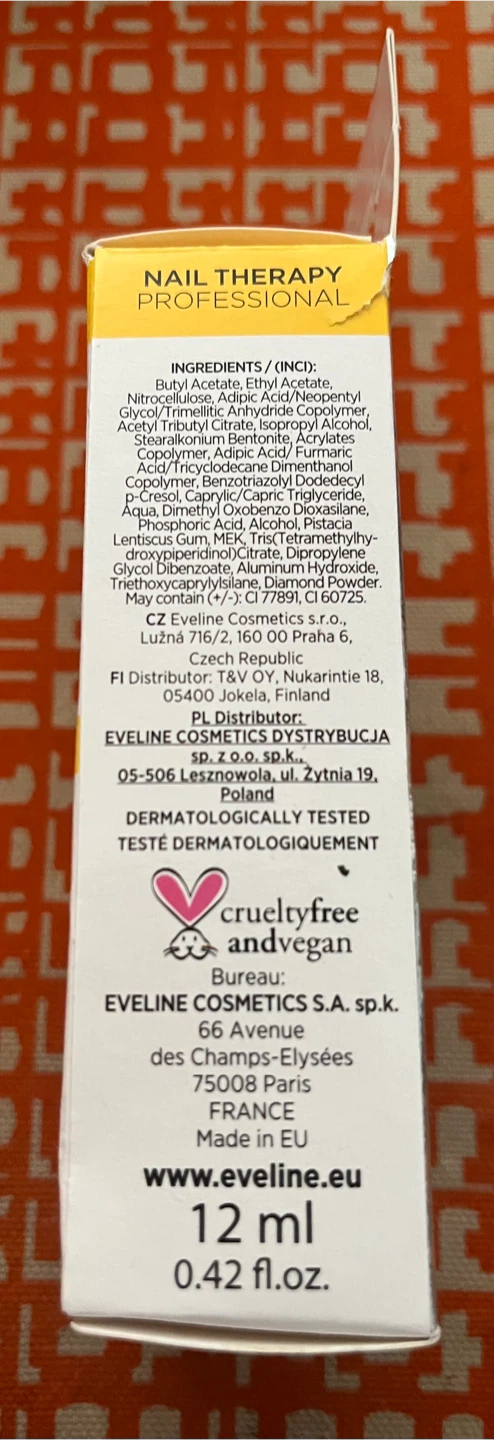 NAIL THERAPY
PROFESSIONAL
INGREDIENTS / (INCI):
Butyl Acetate, Ethyl Acetate,
Nitrocellulose, Adipic Acid/Neopentyl
Glycol/Trimellitic Anhydride Copolymer,
Acetyl Tributyl Citrate, Isopropyl Alcohol,
Stearalkonium Bentonite, Acrylates
Copolymer, Adipic Acid/ Furmaric
Acid/Tricyclodecane Dimenthanol
Copolymer, Benzotriazolyl Dodedecyl
p-Cresol, Caprylic/Capric Triglyceride,
Aqua, Dimethyl Oxobenzo Dioxasilane,
Phosphoric Acid, Alcohol, Pistacia
Lentiscus Gum, MEK, Tris(Tetramethylhy-
droxypiperidinol)Citrate, Dipropylene
Glycol Dibenzoate, Aluminum Hydroxide,
Triethoxycaprylylsilane, Diamond Powder.
May contain (+/-): CI 77891, CI 60725.
CZ Eveline Cosmetics s.r.o.,
Lužná 716/2, 160 00 Praha 6,
Czech Republic
FI Distributor: T&V OY, Nukarintie 18,
05400 Jokela, Finland
PL Distributor:
EVELINE COSMETICS DYSTRYBUCJA
sp. z o.o. sp.k.,
05-506 Lesznowola, ul. Żytnia 19,
Poland
DERMATOLOGICALLY TESTED
TESTÉ DERMATOLOGIQUEMENT
crueltyfree
andvegan
Bureau:
EVELINE COSMETICS S.A. sp.k.
66 Avenue
des Champs-Elysées
75008 Paris
FRANCE
Made in EU
www.eveline.eu
12 ml
0.42 fl.oz.